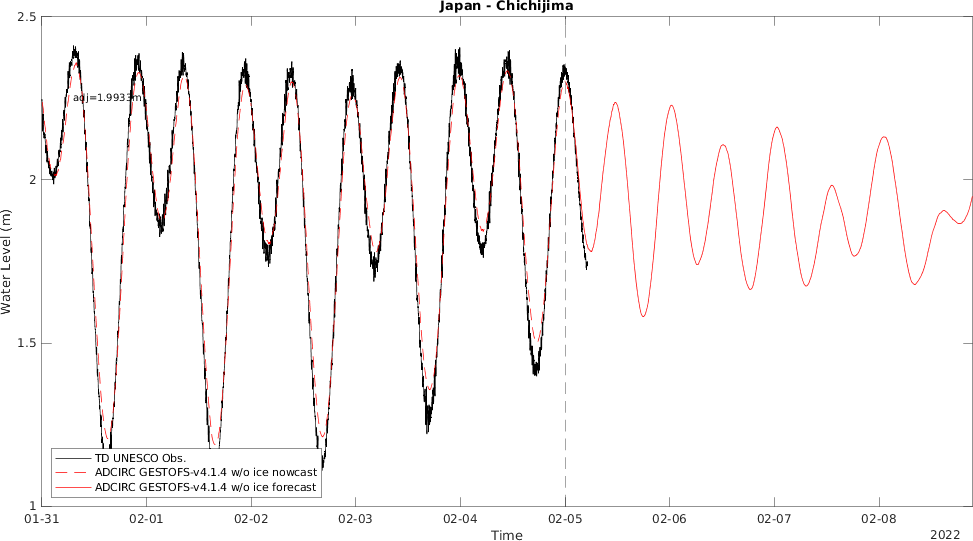 Japan - Chichijima
2.5
adj=1.9933m
2
Water Level (m)
1.5
TD UNESCO Obs.
ADCIRC GESTOFS-v4.1.4 w/o ice nowcast
ADCIRC GESTOFS-v4.1.4 w/o ice forecast
1
01-31 02-01 02-02 02-03 02-04 02-05 02-06 02-07 02-08
Time
2022